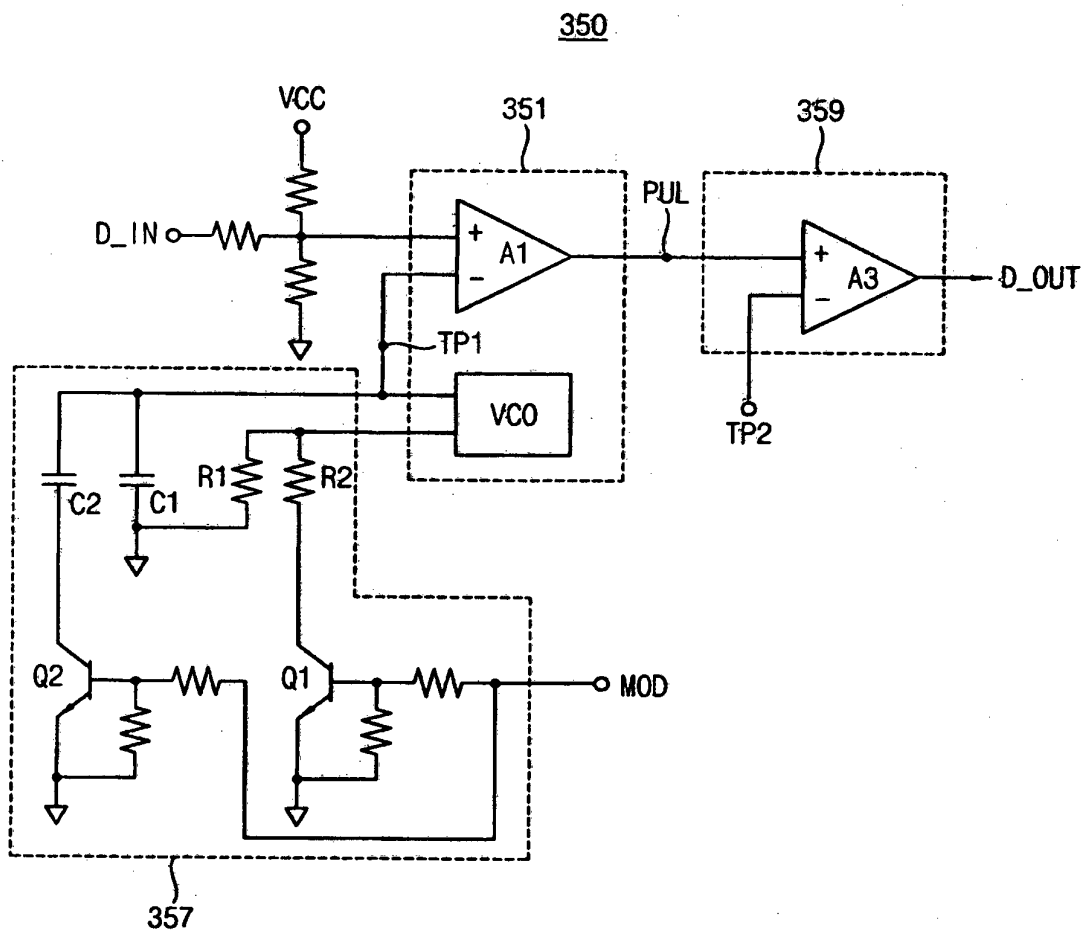 350
VCC
351
359
D_IN
+
A1
−
PUL
+
A3
−
D_OUT
TP1
TP2
VCO
C2
C1
R1
R2
Q2
Q1
MOD
357